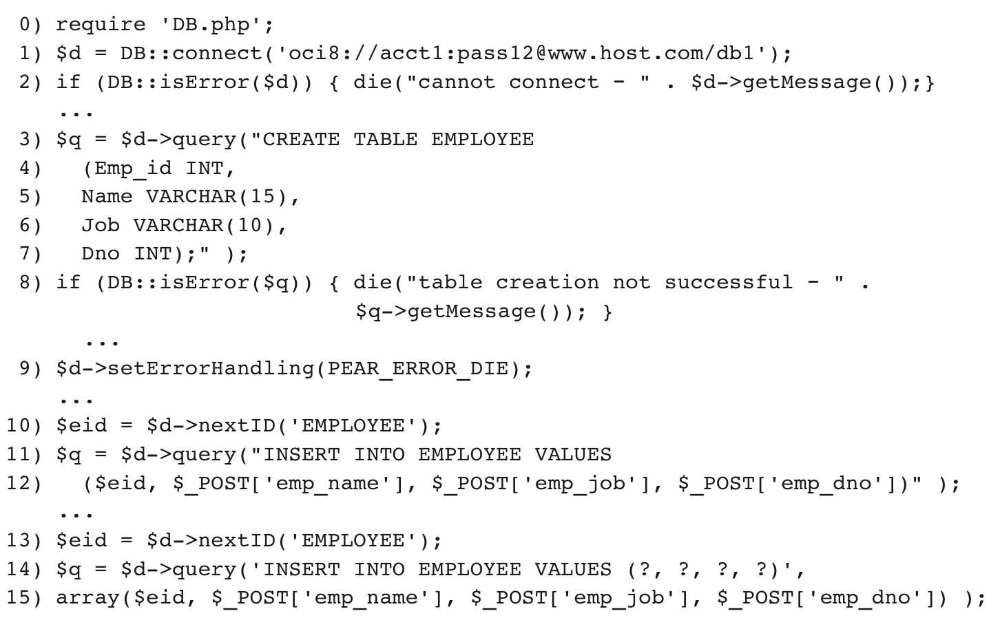 0) require 'DB.php';
1) $d = DB::connect('oci8://acct1:pass12@www.host.com/db1');
2) if (DB::isError($d)) { die("cannot connect - " . $d->getMessage());}
...
3) $q = $d->query("CREATE TABLE EMPLOYEE
4) (Emp_id INT,
5) Name VARCHAR(15),
6) Job VARCHAR(10),
7) Dno INT);" );
8) if (DB::isError($q)) { die("table creation not successful - " .
$q->getMessage()); }
...
9) $d->setErrorHandling(PEAR_ERROR_DIE);
...
10) $eid = $d->nextID('EMPLOYEE');
11) $q = $d->query("INSERT INTO EMPLOYEE VALUES
12) ($eid, $_POST['emp_name'], $_POST['emp_job'], $_POST['emp_dno'])" );
...
13) $eid = $d->nextID('EMPLOYEE');
14) $q = $d->query('INSERT INTO EMPLOYEE VALUES (?, ?, ?, ?)',
15) array($eid, $_POST['emp_name'], $_POST['emp_job'], $_POST['emp_dno']) );